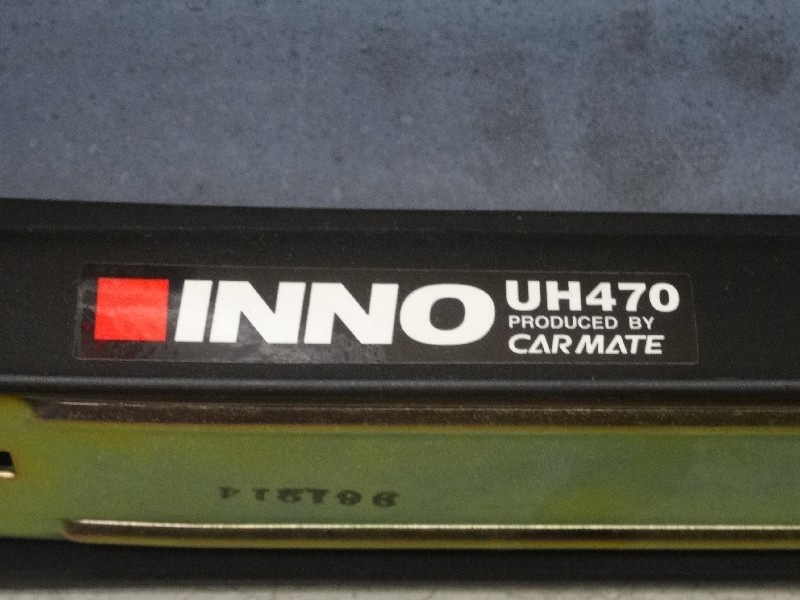 INNO
UH470
PRODUCED BY
CARMATE